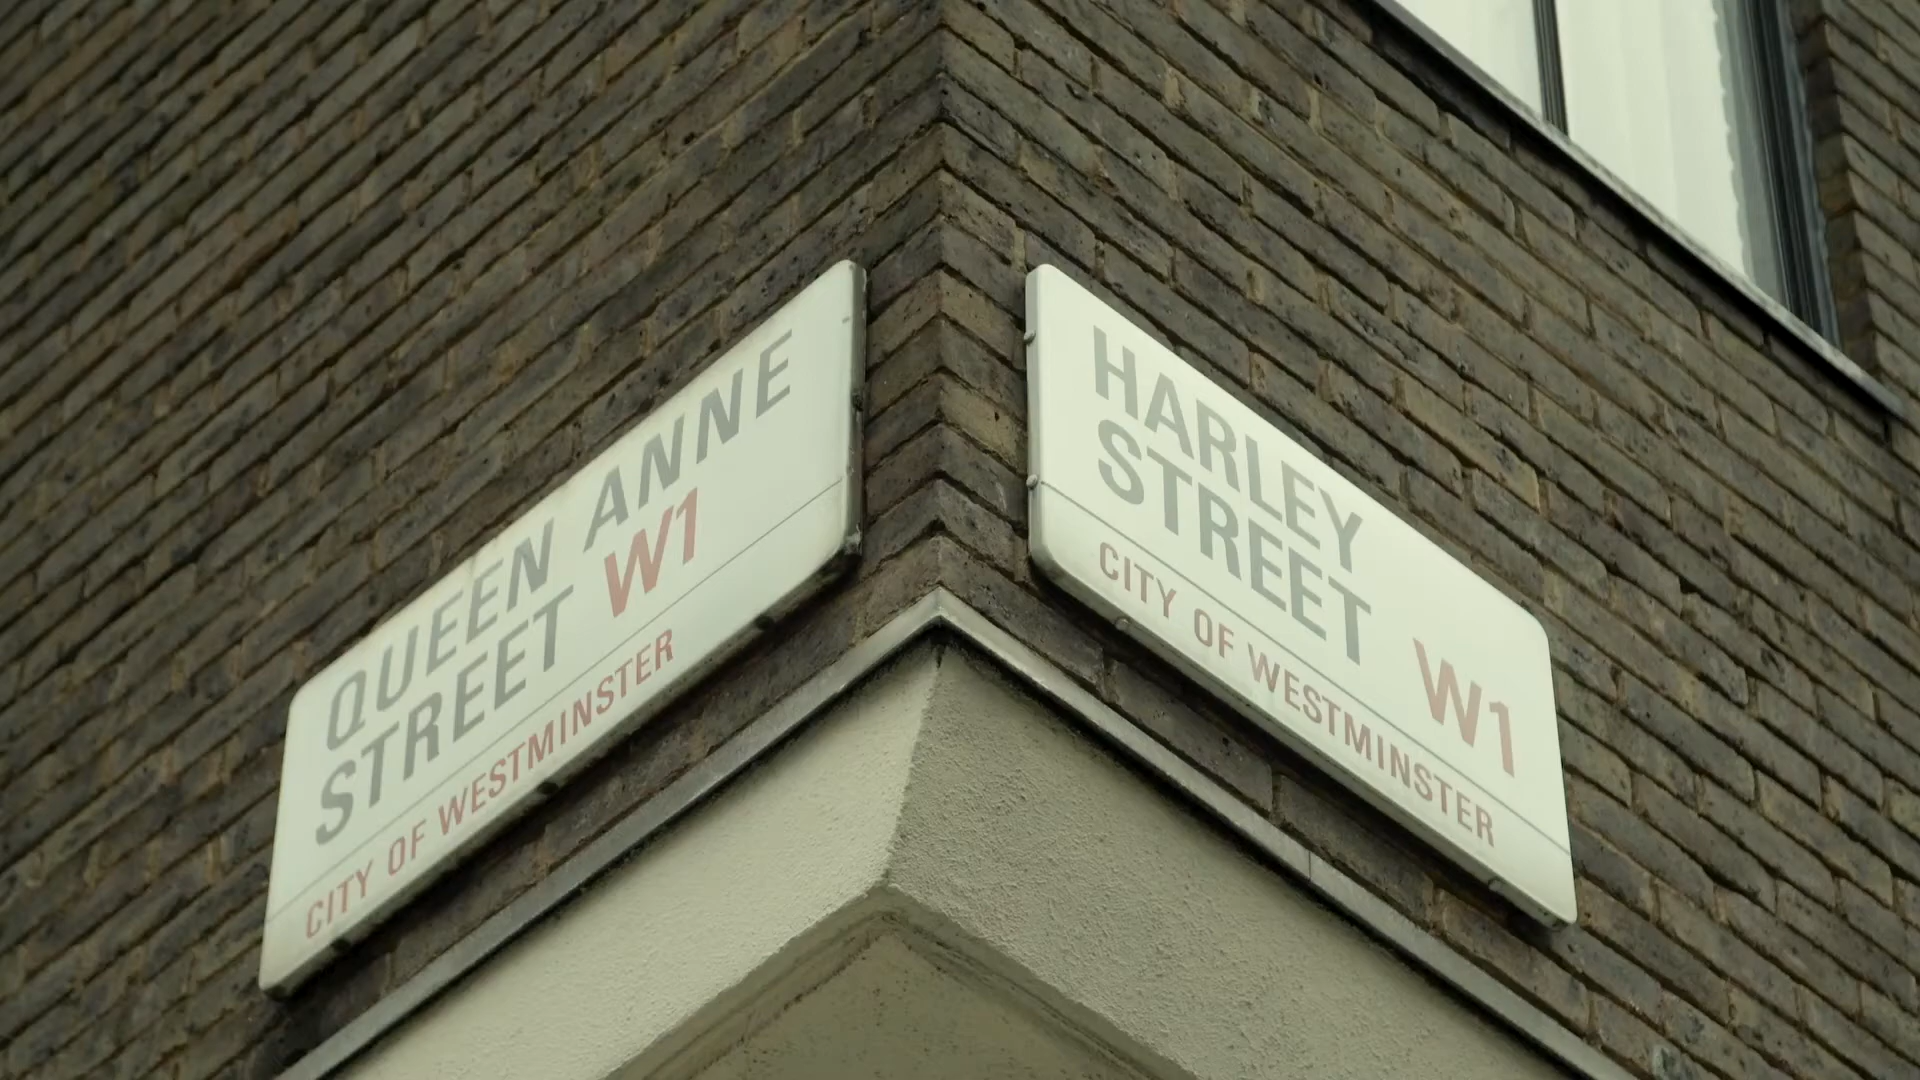 QUEEN ANNE
STREET W1
CITY OF WESTMINSTER
HARLEY
STREET W1
CITY OF WESTMINSTER